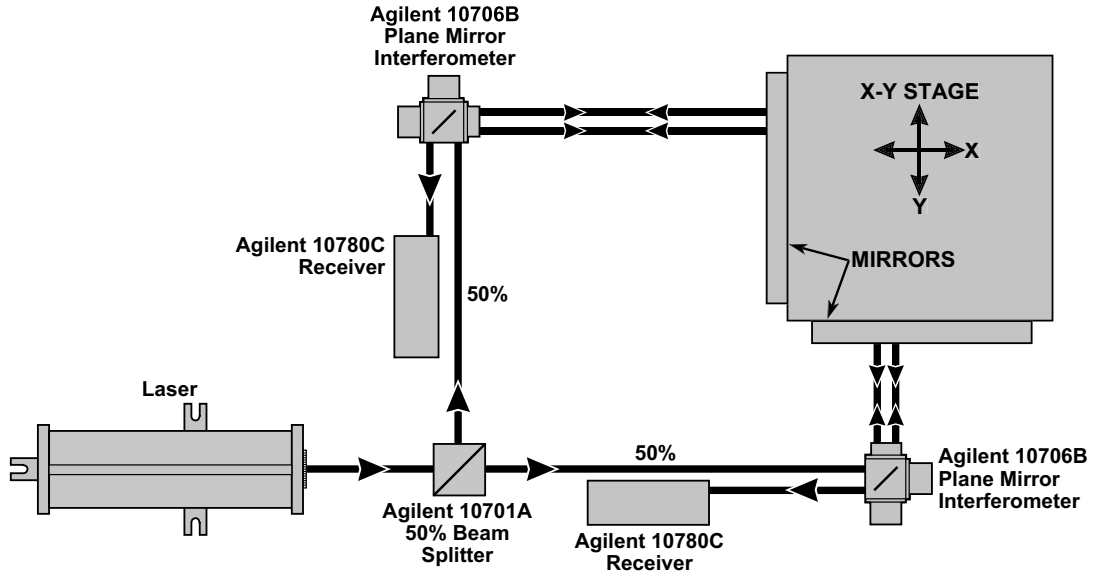 Agilent 10706B
Plane Mirror
Interferometer
X-Y STAGE
X
Y
MIRRORS
Agilent 10780C
Receiver
50%
Laser
50%
Agilent 10706B
Plane Mirror
Interferometer
Agilent 10701A
50% Beam
Splitter
Agilent 10780C
Receiver